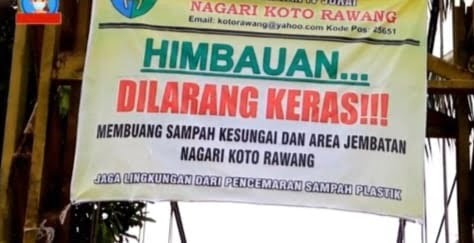 NAGARI KOTO RAWANG
Email: kotorawang@yahoo.com Kode Pos: 25651
HIMBAUAN...
DILARANG KERAS!!!
MEMBUANG SAMPAH KESUNGAI DAN AREA JEMBATAN
NAGARI KOTO RAWANG
JAGA LINGKUNGAN DARI PENCEMARAN SAMPAH PLASTIK